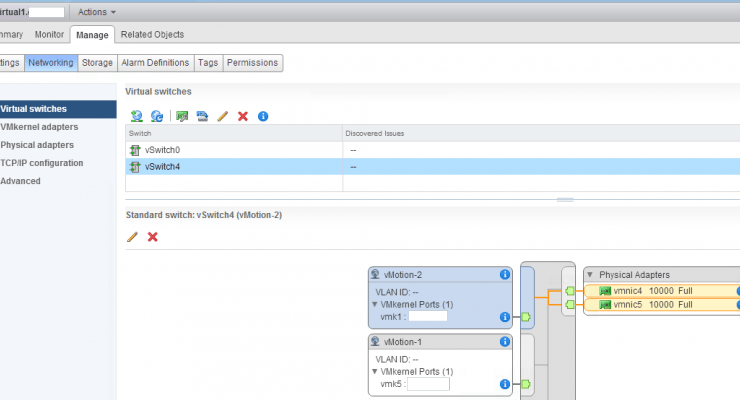 irtual1.
Actions
mmary Monitor Manage Related Objects
ttings Networking Storage Alarm Definitions Tags Permissions
Virtual switches
VMkernel adapters
Physical adapters
TCP/IP configuration
Advanced
Virtual switches
Switch Discovered Issues
vSwitch0 --
vSwitch4 --
Standard switch: vSwitch4 (vMotion-2)
vMotion-2
VLAN ID: --
VMkernel Ports (1)
vmk1 :
vMotion-1
VLAN ID: --
VMkernel Ports (1)
vmk5 :
Physical Adapters
vmnic4 10000 Full
vmnic5 10000 Full